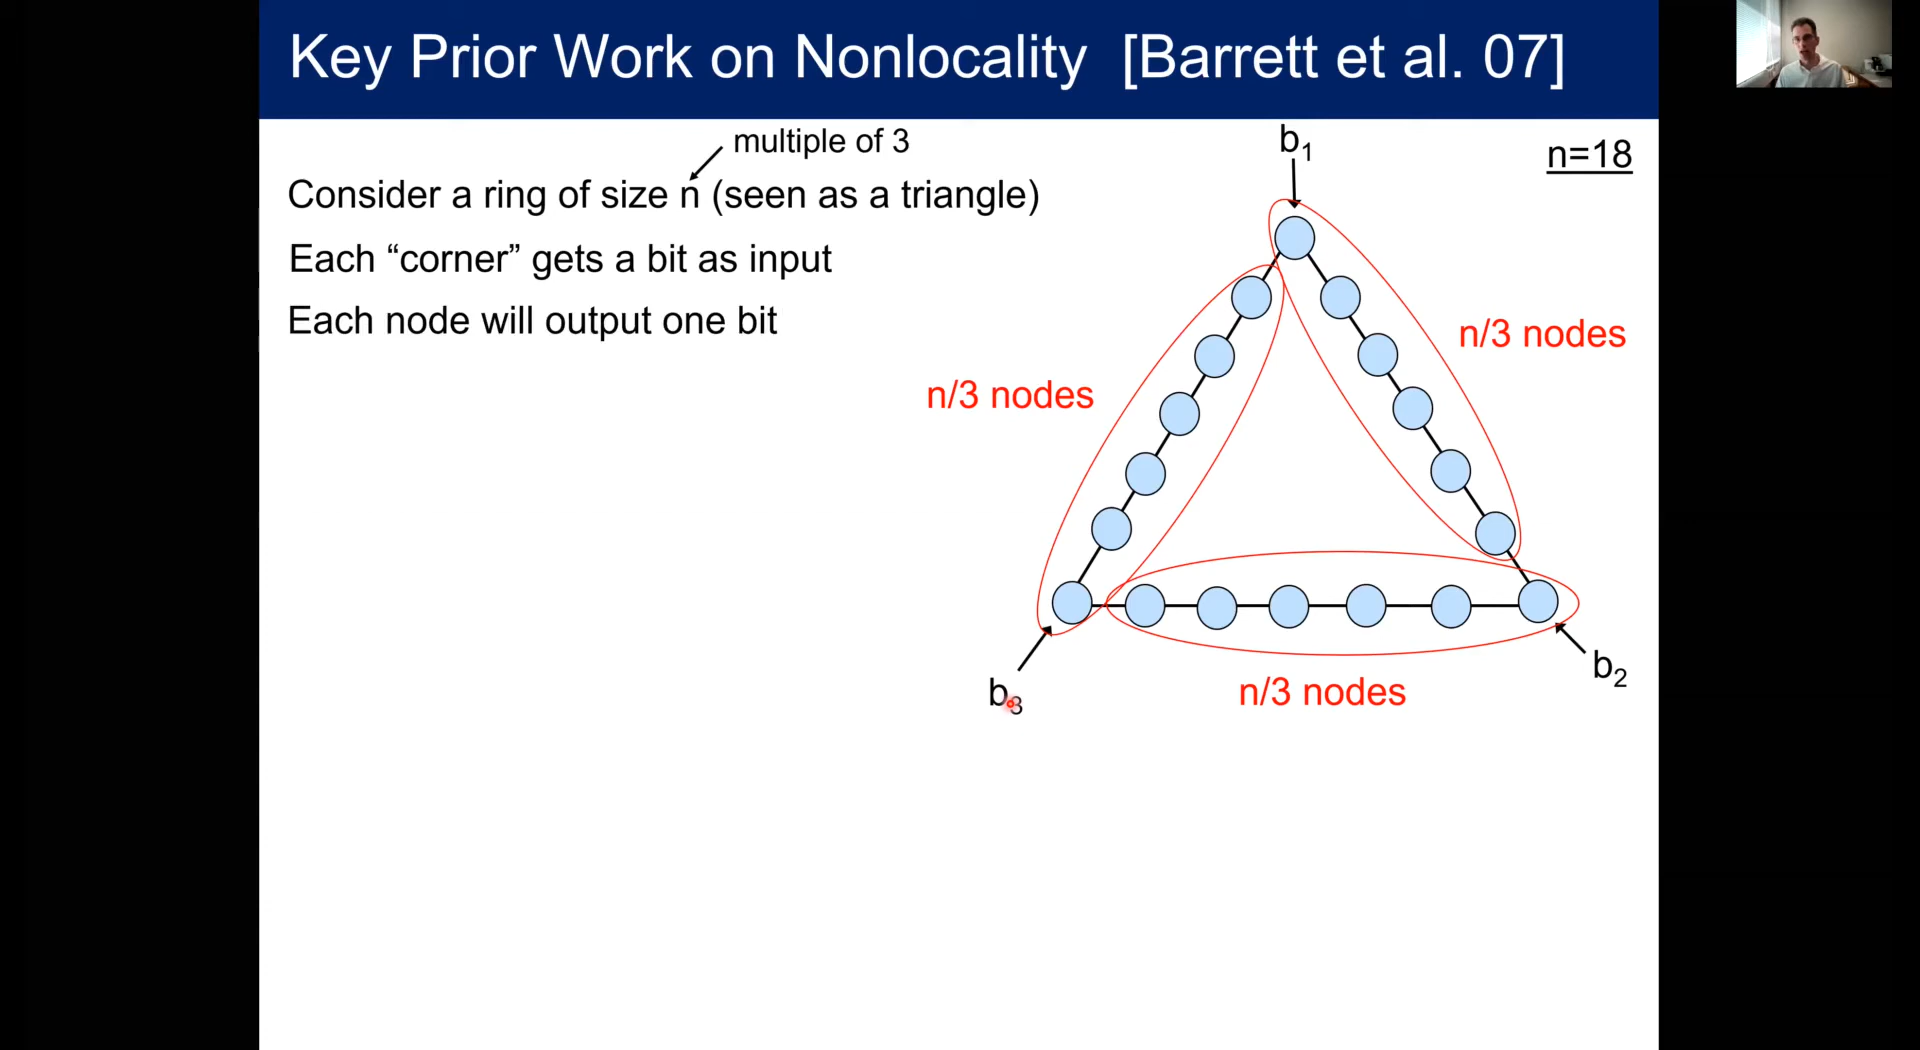 Key Prior Work on Nonlocality [Barrett et al. 07]
multiple of 3
Consider a ring of size n (seen as a triangle)
Each “corner” gets a bit as input
Each node will output one bit
b1
n=18
n/3 nodes
n/3 nodes
b2
b3
n/3 nodes